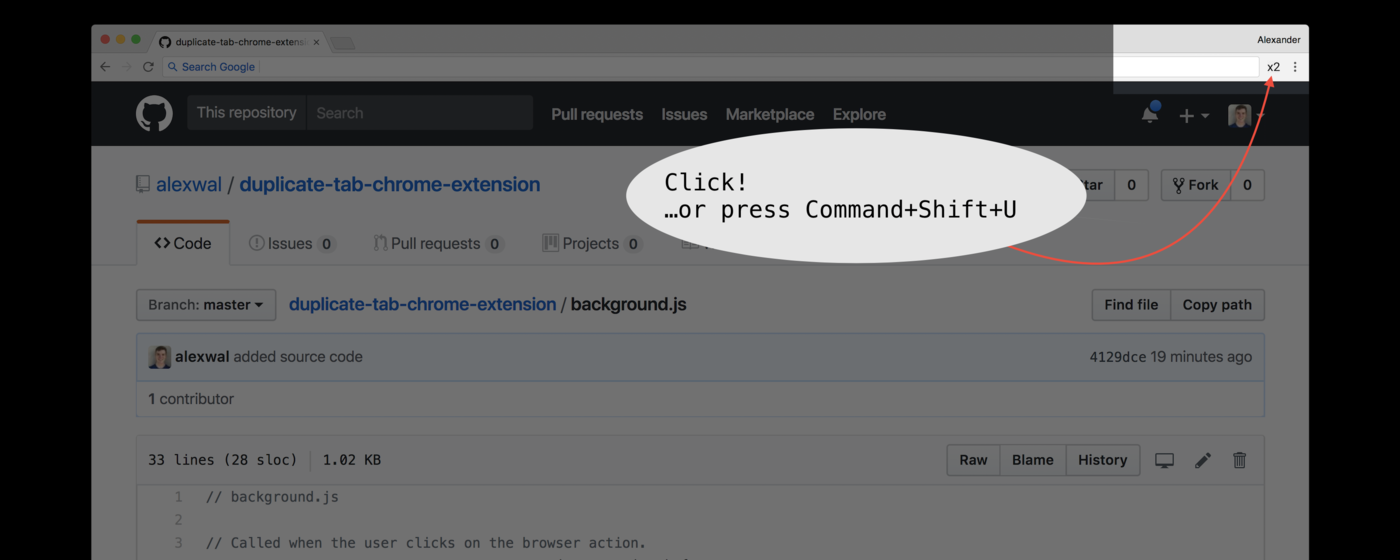 duplicate-tab-chrome-extensi
Alexander
Search Google
x2
This repository Search Pull requests Issues Marketplace Explore
alexwal / duplicate-tab-chrome-extension
tar 0 Fork 0
Click!
…or press Command+Shift+U
<> Code Issues 0 Pull requests 0 Projects 0
Branch: master duplicate-tab-chrome-extension / background.js Find file Copy path
alexwal added source code 4129dce 19 minutes ago
1 contributor
33 lines (28 sloc) 1.02 KB Raw Blame History
1 // background.js
2
3 // Called when the user clicks on the browser action.